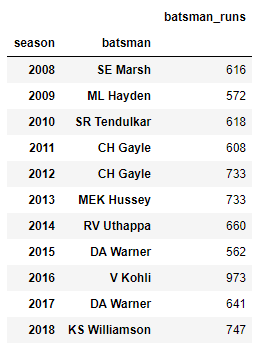 batsman_runs
season batsman
2008 SE Marsh 616
2009 ML Hayden 572
2010 SR Tendulkar 618
2011 CH Gayle 608
2012 CH Gayle 733
2013 MEK Hussey 733
2014 RV Uthappa 660
2015 DA Warner 562
2016 V Kohli 973
2017 DA Warner 641
2018 KS Williamson 747